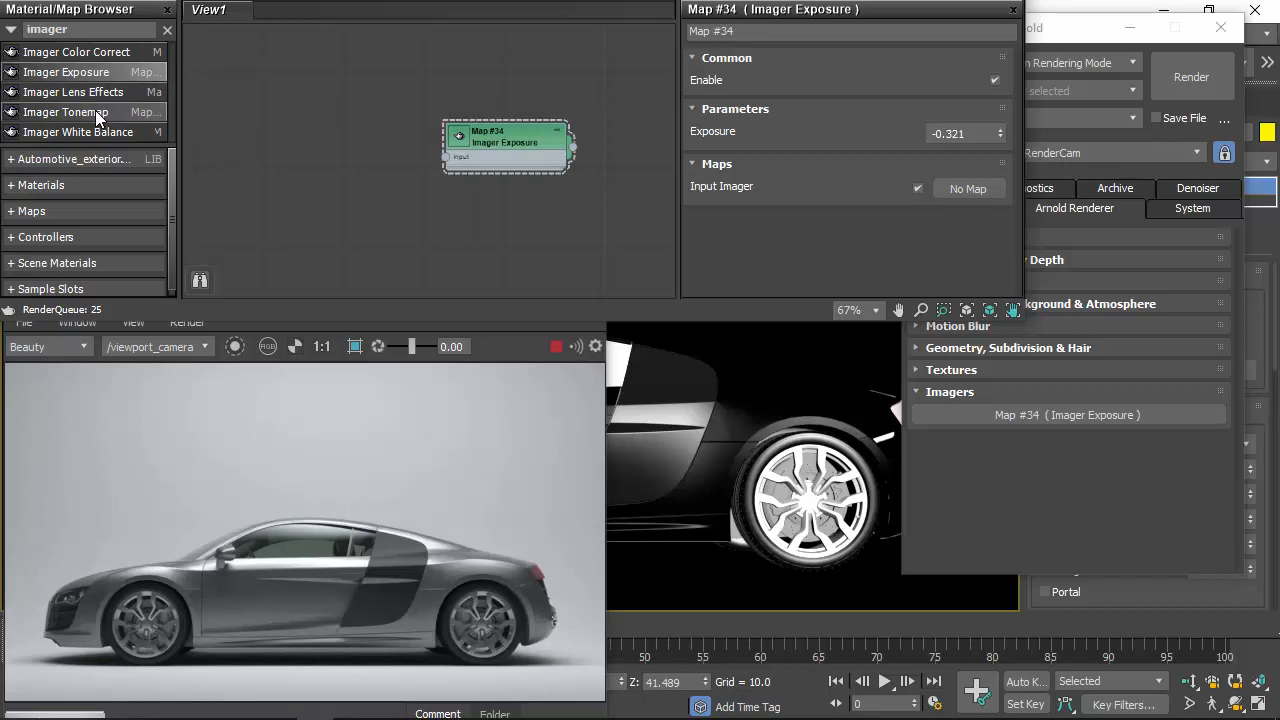 Material/Map Browser
imager
Imager Color Correct M
Imager Exposure Map...
Imager Lens Effects Ma
Imager Tonemap Map...
Imager White Balance
+ Automotive_exterior... LIB
+ Materials
+ Maps
+ Controllers
+ Scene Materials
+ Sample Slots
RenderQueue: 25
View1
Map #34
Imager Exposure
Input
Map #34 ( Imager Exposure )
Map #34
Common
Enable
Parameters
Exposure -0.321
Maps
Input Imager No Map
67%
old
n Rendering Mode
Render
selected
Save File ...
RenderCam
nostics Archive Denoiser
Arnold Renderer System
Depth
kground & Atmosphere
Motion Blur
Geometry, Subdivision & Hair
Textures
Imagers
Map #34 ( Imager Exposure )
Portal
File Window View Render
Beauty /viewport_camera RGB 1:1 0.00
Comment Folder
50 55 60 65 70 75 80 85 90 95 100
Z: 41.489 Grid = 10.0
Auto K... Selected
Add Time Tag 0 Set Key Key Filters...